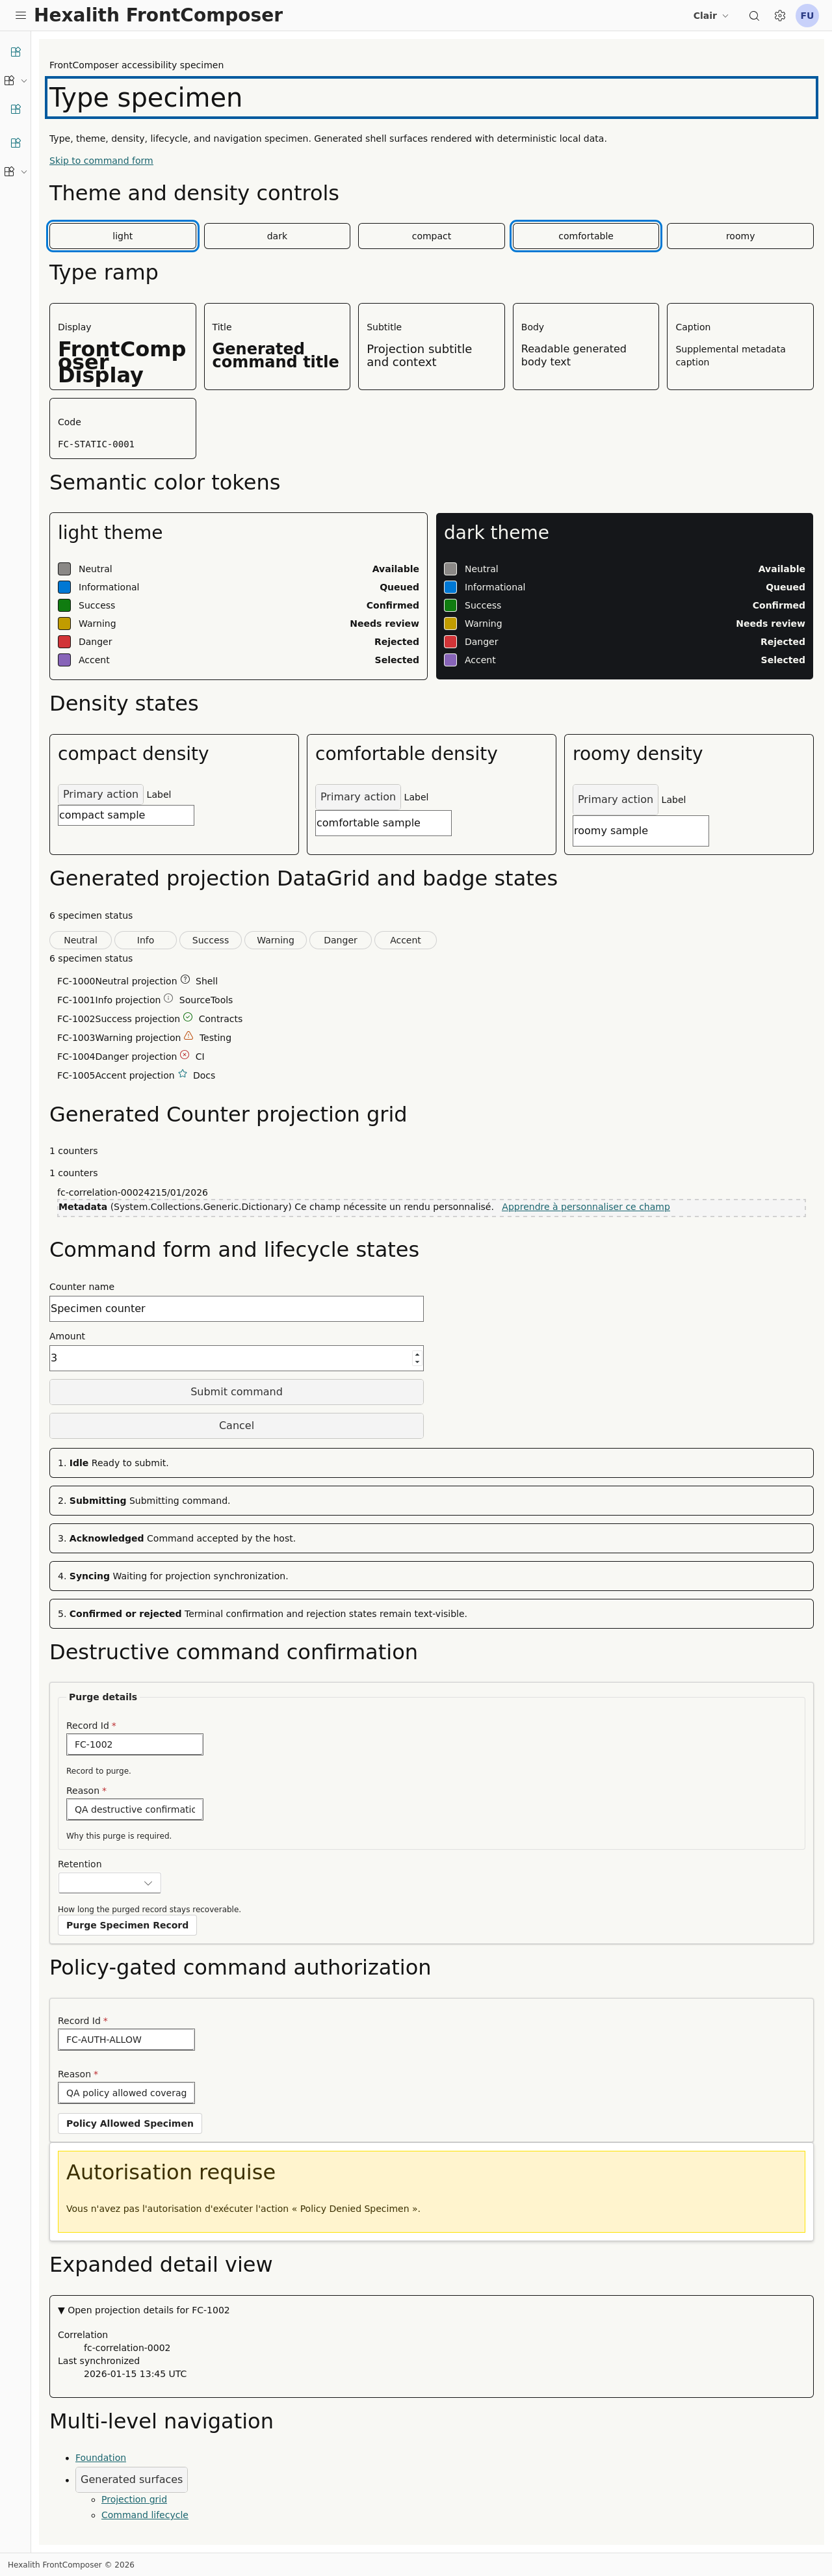 Hexalith FrontComposer
Clair
FU
FrontComposer accessibility specimen
Type specimen
Type, theme, density, lifecycle, and navigation specimen. Generated shell surfaces rendered with deterministic local data.
Skip to command form
Theme and density controls
light
dark
compact
comfortable
roomy
Type ramp
Display
FrontComp
oser
Display
Title
Generated
command title
Subtitle
Projection subtitle
and context
Body
Readable generated
body text
Caption
Supplemental metadata
caption
Code
FC-STATIC-0001
Semantic color tokens
light theme
Neutral Available
Informational Queued
Success Confirmed
Warning Needs review
Danger Rejected
Accent Selected
dark theme
Neutral Available
Informational Queued
Success Confirmed
Warning Needs review
Danger Rejected
Accent Selected
Density states
compact density
Primary action Label
compact sample
comfortable density
Primary action Label
comfortable sample
roomy density
Primary action Label
roomy sample
Generated projection DataGrid and badge states
6 specimen status
Neutral Info Success Warning Danger Accent
6 specimen status
FC-1000Neutral projection Shell
FC-1001Info projection SourceTools
FC-1002Success projection Contracts
FC-1003Warning projection Testing
FC-1004Danger projection CI
FC-1005Accent projection Docs
Generated Counter projection grid
1 counters
1 counters
fc-correlation-00024215/01/2026
Metadata (System.Collections.Generic.Dictionary) Ce champ nécessite un rendu personnalisé. Apprendre à personnaliser ce champ
Command form and lifecycle states
Counter name
Specimen counter
Amount
3
Submit command
Cancel
1. Idle Ready to submit.
2. Submitting Submitting command.
3. Acknowledged Command accepted by the host.
4. Syncing Waiting for projection synchronization.
5. Confirmed or rejected Terminal confirmation and rejection states remain text-visible.
Destructive command confirmation
Purge details
Record Id *
FC-1002
Record to purge.
Reason *
QA destructive confirmatic
Why this purge is required.
Retention
How long the purged record stays recoverable.
Purge Specimen Record
Policy-gated command authorization
Record Id *
FC-AUTH-ALLOW
Reason *
QA policy allowed coverag
Policy Allowed Specimen
Autorisation requise
Vous n'avez pas l'autorisation d'exécuter l'action « Policy Denied Specimen ».
Expanded detail view
▼ Open projection details for FC-1002
Correlation
fc-correlation-0002
Last synchronized
2026-01-15 13:45 UTC
Multi-level navigation
Foundation
Generated surfaces
Projection grid
Command lifecycle
Hexalith FrontComposer © 2026